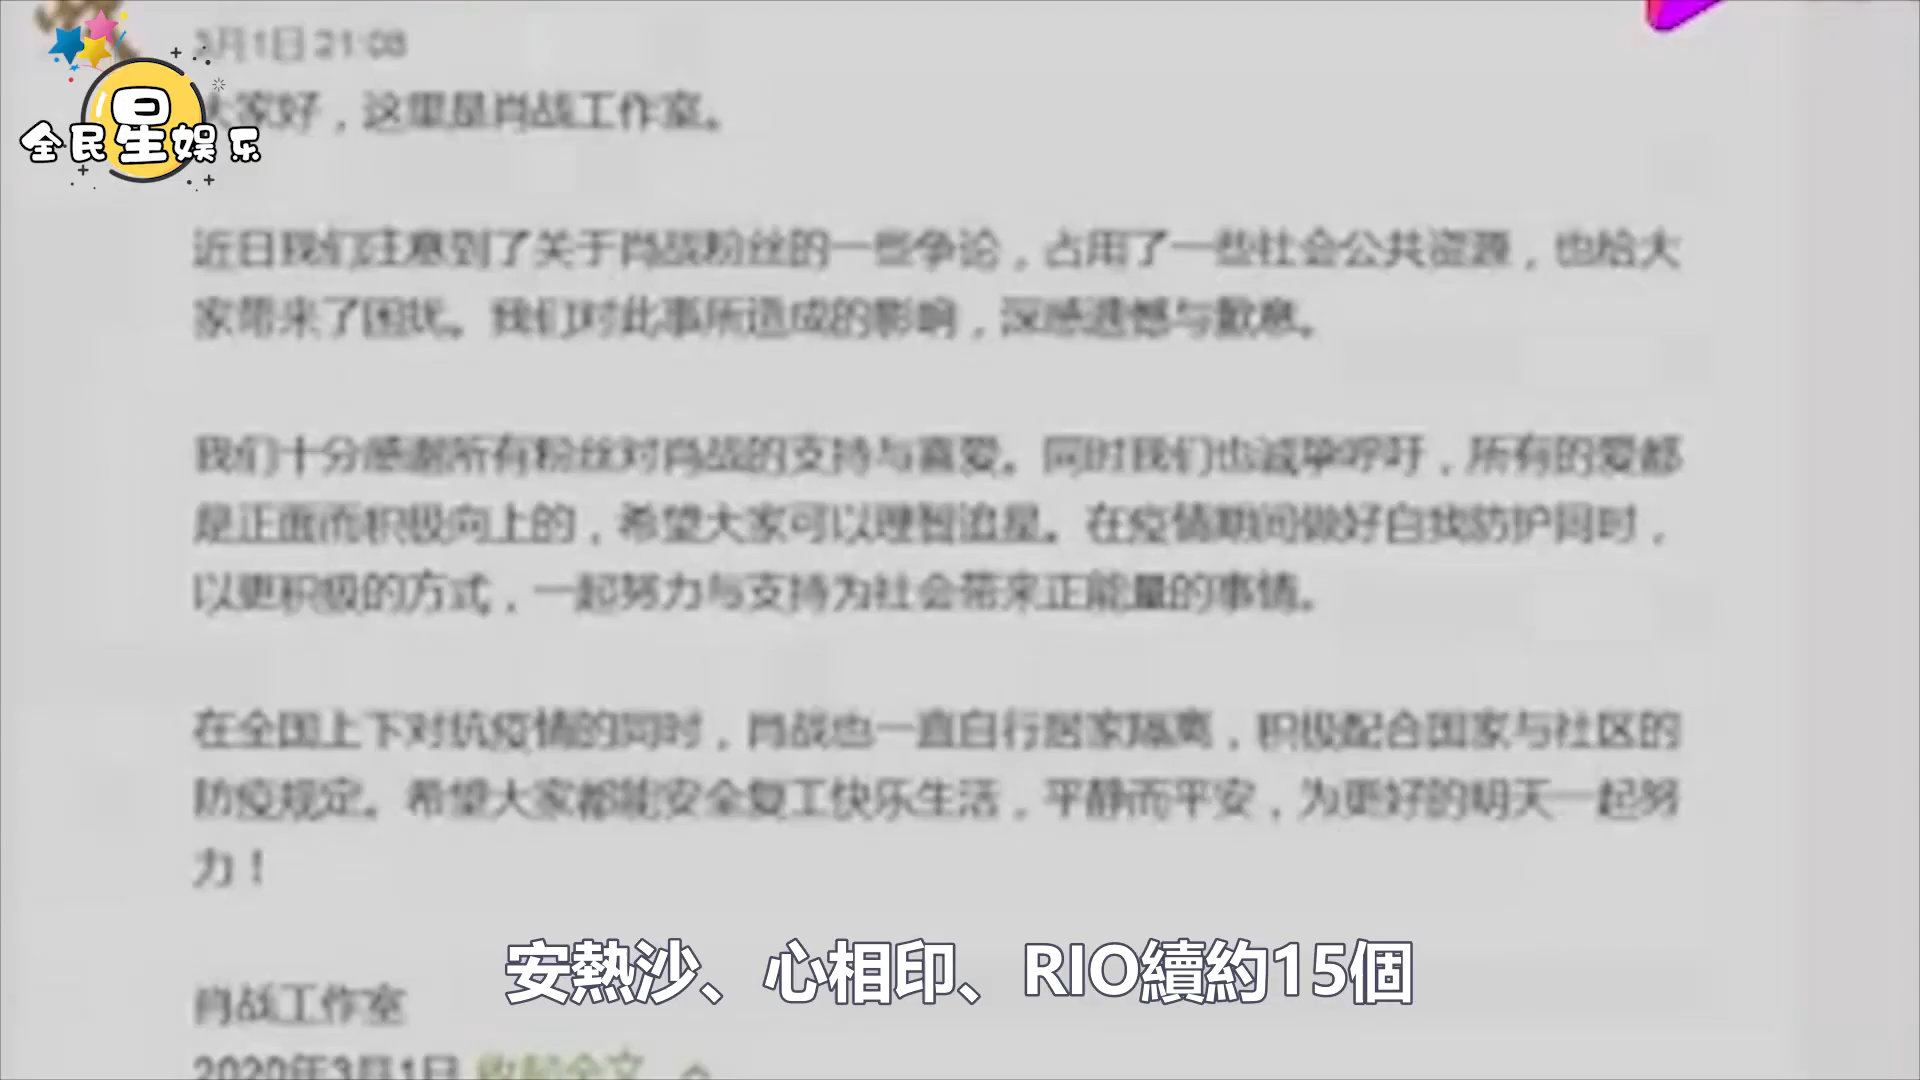 3月1日 21:08
全民星娱乐
大家好，这里是肖战工作室。
近日我们注意到了关于肖战粉丝的一些争论，占用了一些社会公共资源，也给大
家带来了困扰。我们对此事所造成的影响，深感遗憾与歉意。
我们十分感谢所有粉丝对肖战的支持与喜爱。同时我们也诚挚呼吁，所有的爱都
是正面而积极向上的，希望大家可以理智追星。在疫情期间做好自我防护同时，
以更积极的方式，一起努力与支持为社会带来正能量的事情。
在全国上下对抗疫情的同时，肖战也一直自行居家隔离，积极配合国家与社区的
防疫规定。希望大家都能安全复工快乐生活，平静而平安，为更好的明天一起努
力！
安熱沙、心相印、RIO續約15個
肖战工作室
2020年3月1日 收起全文